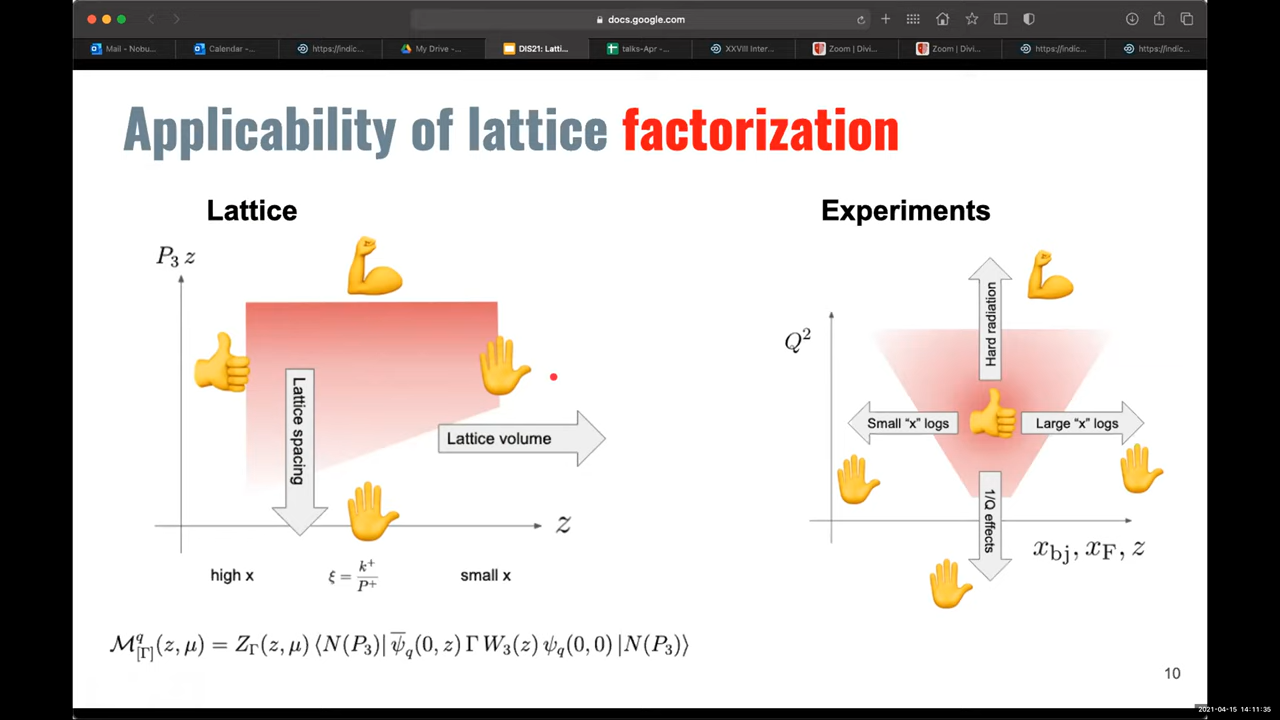 docs.google.com
Mail - Nobu...
Calendar -...
https://indic...
My Drive -...
DIS21: Latti...
talks-Apr -...
XXVIII Inter...
Zoom | Divi...
Zoom | Divi...
https://indic...
https://indic...
Applicability of lattice factorization
Lattice
Experiments
P₃ z
Lattice spacing
Lattice volume
z
high x
ξ = k⁺/P⁺
small x
Q²
Hard radiation
Small “x” logs
Large “x” logs
1/Q effects
x_bj, x_F, z
ℳ^q_[Γ](z, μ) = Z_Γ(z, μ) ⟨N(P₃)| ψ̅_q(0, z) Γ W₃(z) ψ_q(0, 0) |N(P₃)⟩
10
2021-04-15 14:11:35